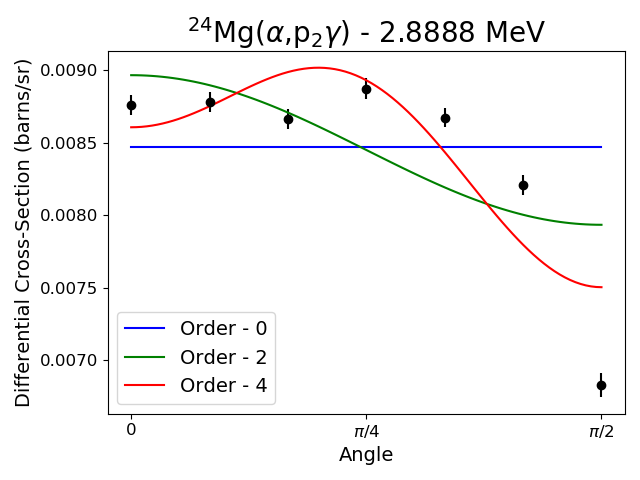 ²⁴Mg(α,p₂γ) - 2.8888 MeV
Differential Cross-Section (barns/sr)
0.0090
0.0085
0.0080
0.0075
0.0070
Order - 0
Order - 2
Order - 4
0
π/4
π/2
Angle